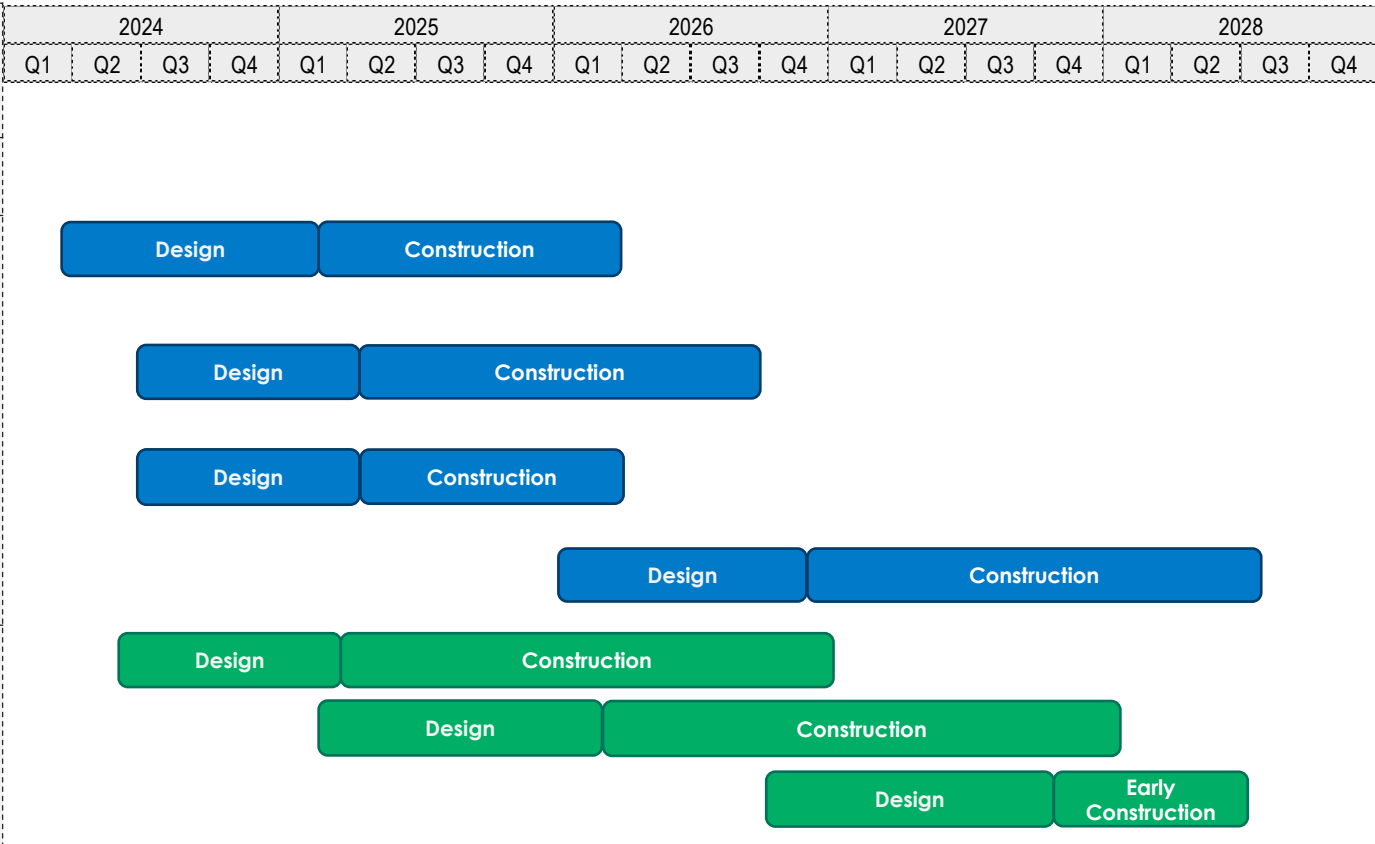 2024 2025 2026 2027 2028
Q1 Q2 Q3 Q4 Q1 Q2 Q3 Q4 Q1 Q2 Q3 Q4 Q1 Q2 Q3 Q4 Q1 Q2 Q3 Q4
Design Construction
Design Construction
Design Construction
Design Construction
Design Construction
Design Construction
Design Early
Construction